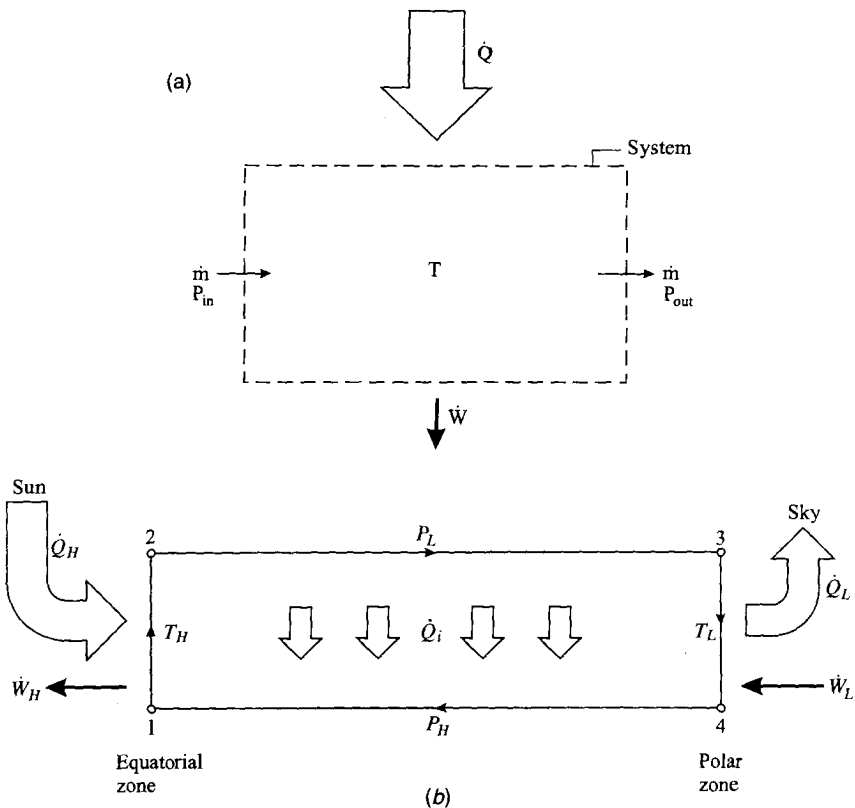 (a)
Q̇
System
ṁ
P_in
T
ṁ
P_out
Ẇ
Sun
Sky
Q̇_H
2
P_L
3
Q̇_L
T_H
Q̇_i
T_L
Ẇ_H
Ẇ_L
1
P_H
4
Equatorial
zone
Polar
zone
(b)